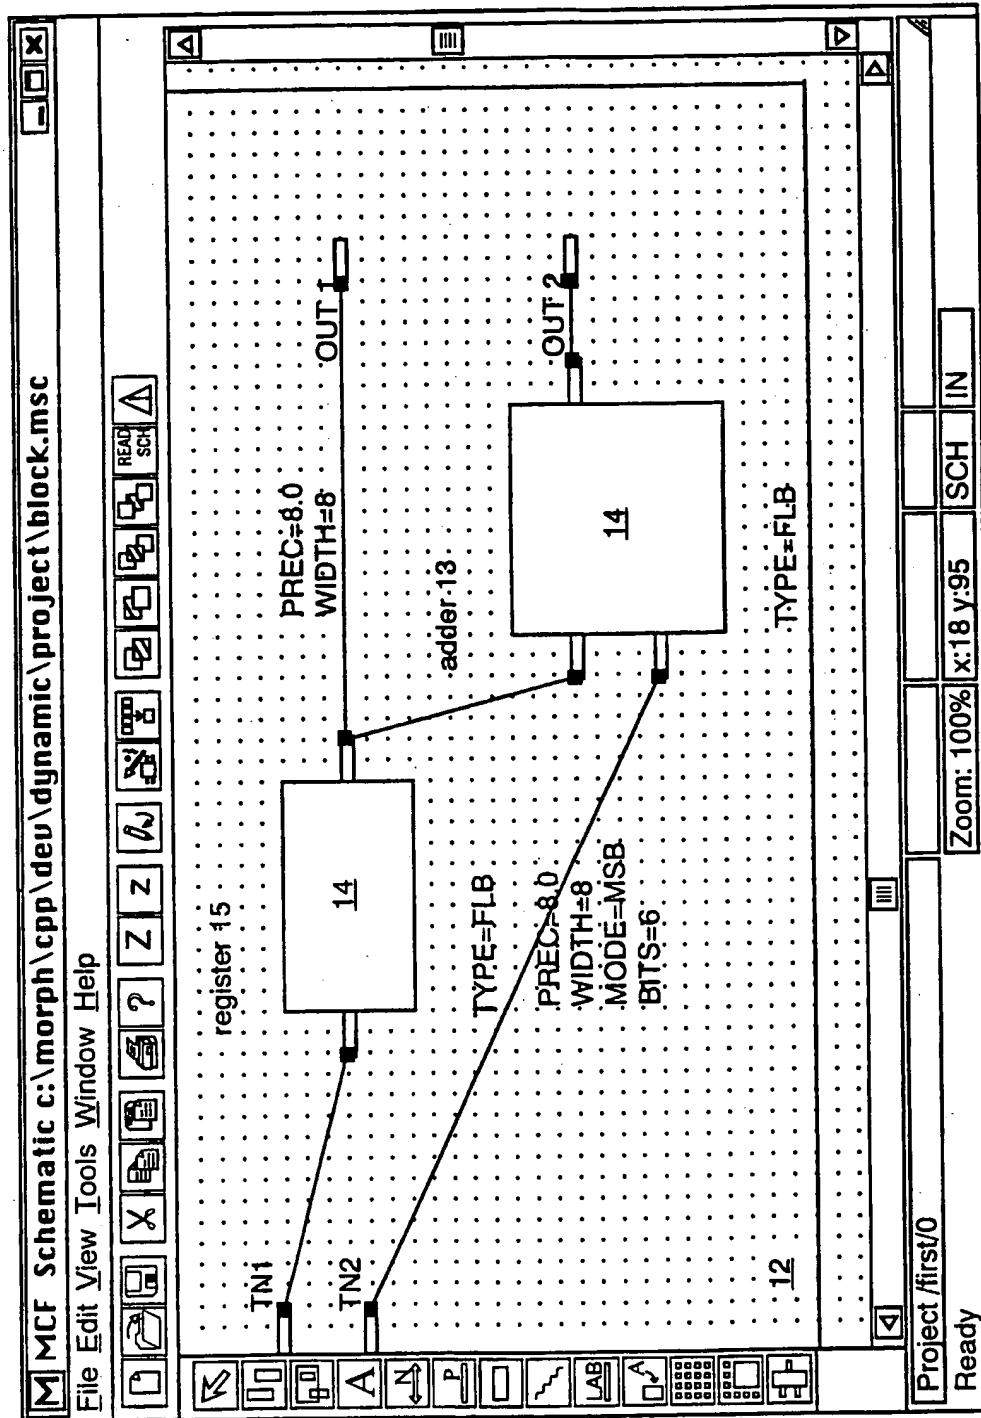 M MCF Schematic c:\morph\cpp\dev\dynamic\project\block.msc
File Edit View Tools Window Help
? Z z READ SCH
A
N
P
LAB
A
TN1
TN2
register 15
14
PREC=8.0
WIDTH=8
OUT 1
adder 13
14
OUT 2
TYPE=FLB
TYPE=FLB
PREC=8.0
WIDTH=8
MODE=MSB
BITS=6
12
Project /first/0
Ready
Zoom: 100% x:18 y:95 SCH IN